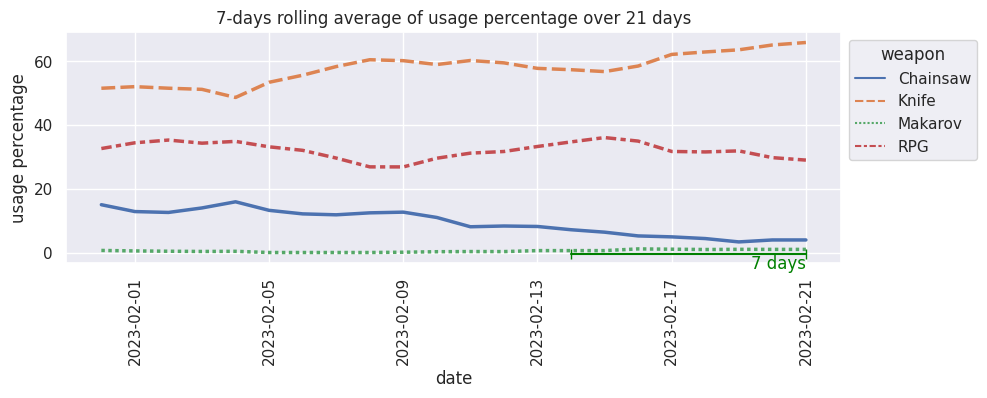 7-days rolling average of usage percentage over 21 days
usage percentage
60
40
20
0
2023-02-01
2023-02-05
2023-02-09
2023-02-13
2023-02-17
2023-02-21
date
7 days
weapon
Chainsaw
Knife
Makarov
RPG